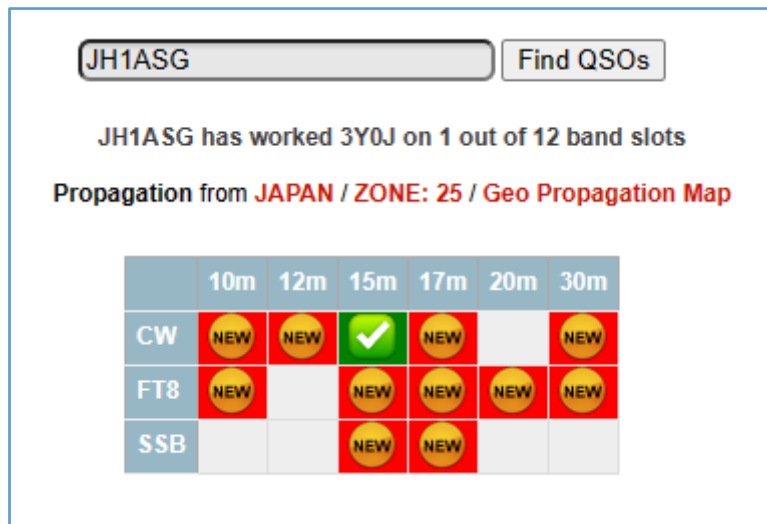 JH1ASG Find QSOs
JH1ASG has worked 3Y0J on 1 out of 12 band slots
Propagation from JAPAN / ZONE: 25 / Geo Propagation Map
10m 12m 15m 17m 20m 30m
CW NEW NEW NEW NEW
FT8 NEW NEW NEW NEW NEW
SSB NEW NEW